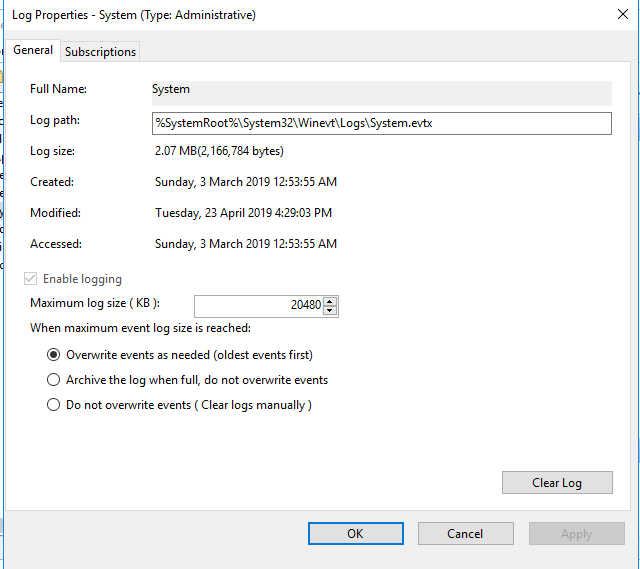 Log Properties - System (Type: Administrative)
General Subscriptions
Full Name: System
Log path: %SystemRoot%\System32\Winevt\Logs\System.evtx
Log size: 2.07 MB(2,166,784 bytes)
Created: Sunday, 3 March 2019 12:53:55 AM
Modified: Tuesday, 23 April 2019 4:29:03 PM
Accessed: Sunday, 3 March 2019 12:53:55 AM
Enable logging
Maximum log size ( KB ): 20480
When maximum event log size is reached:
Overwrite events as needed (oldest events first)
Archive the log when full, do not overwrite events
Do not overwrite events ( Clear logs manually )
Clear Log
OK Cancel Apply